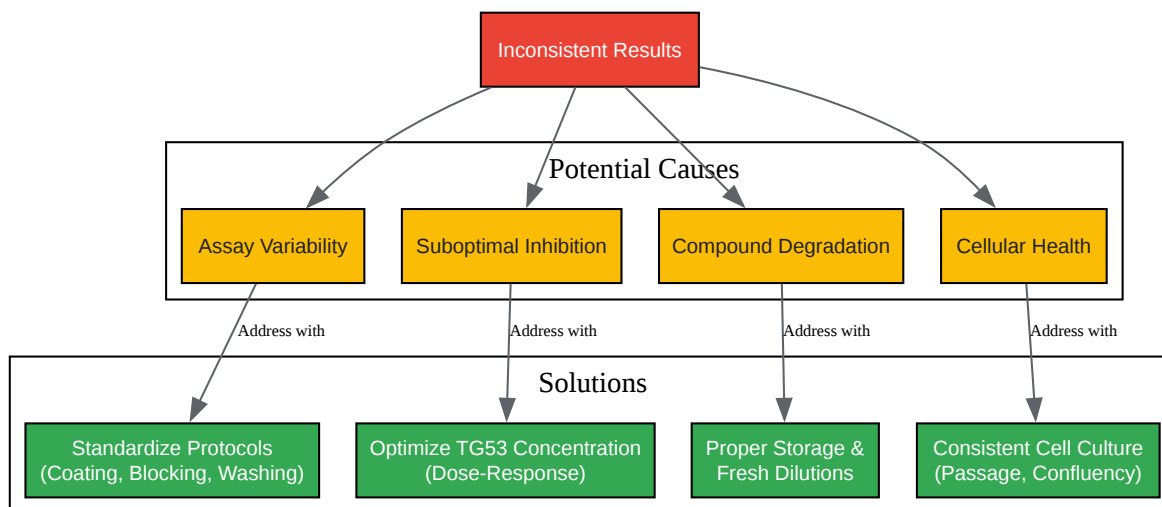 Inconsistent Results
Potential Causes
Assay Variability
Suboptimal Inhibition
Compound Degradation
Cellular Health
Address with
Address with
Address with
Address with
Solutions
Standardize Protocols
(Coating, Blocking, Washing)
Optimize TG53 Concentration
(Dose-Response)
Proper Storage &
Fresh Dilutions
Consistent Cell Culture
(Passage, Confluency)